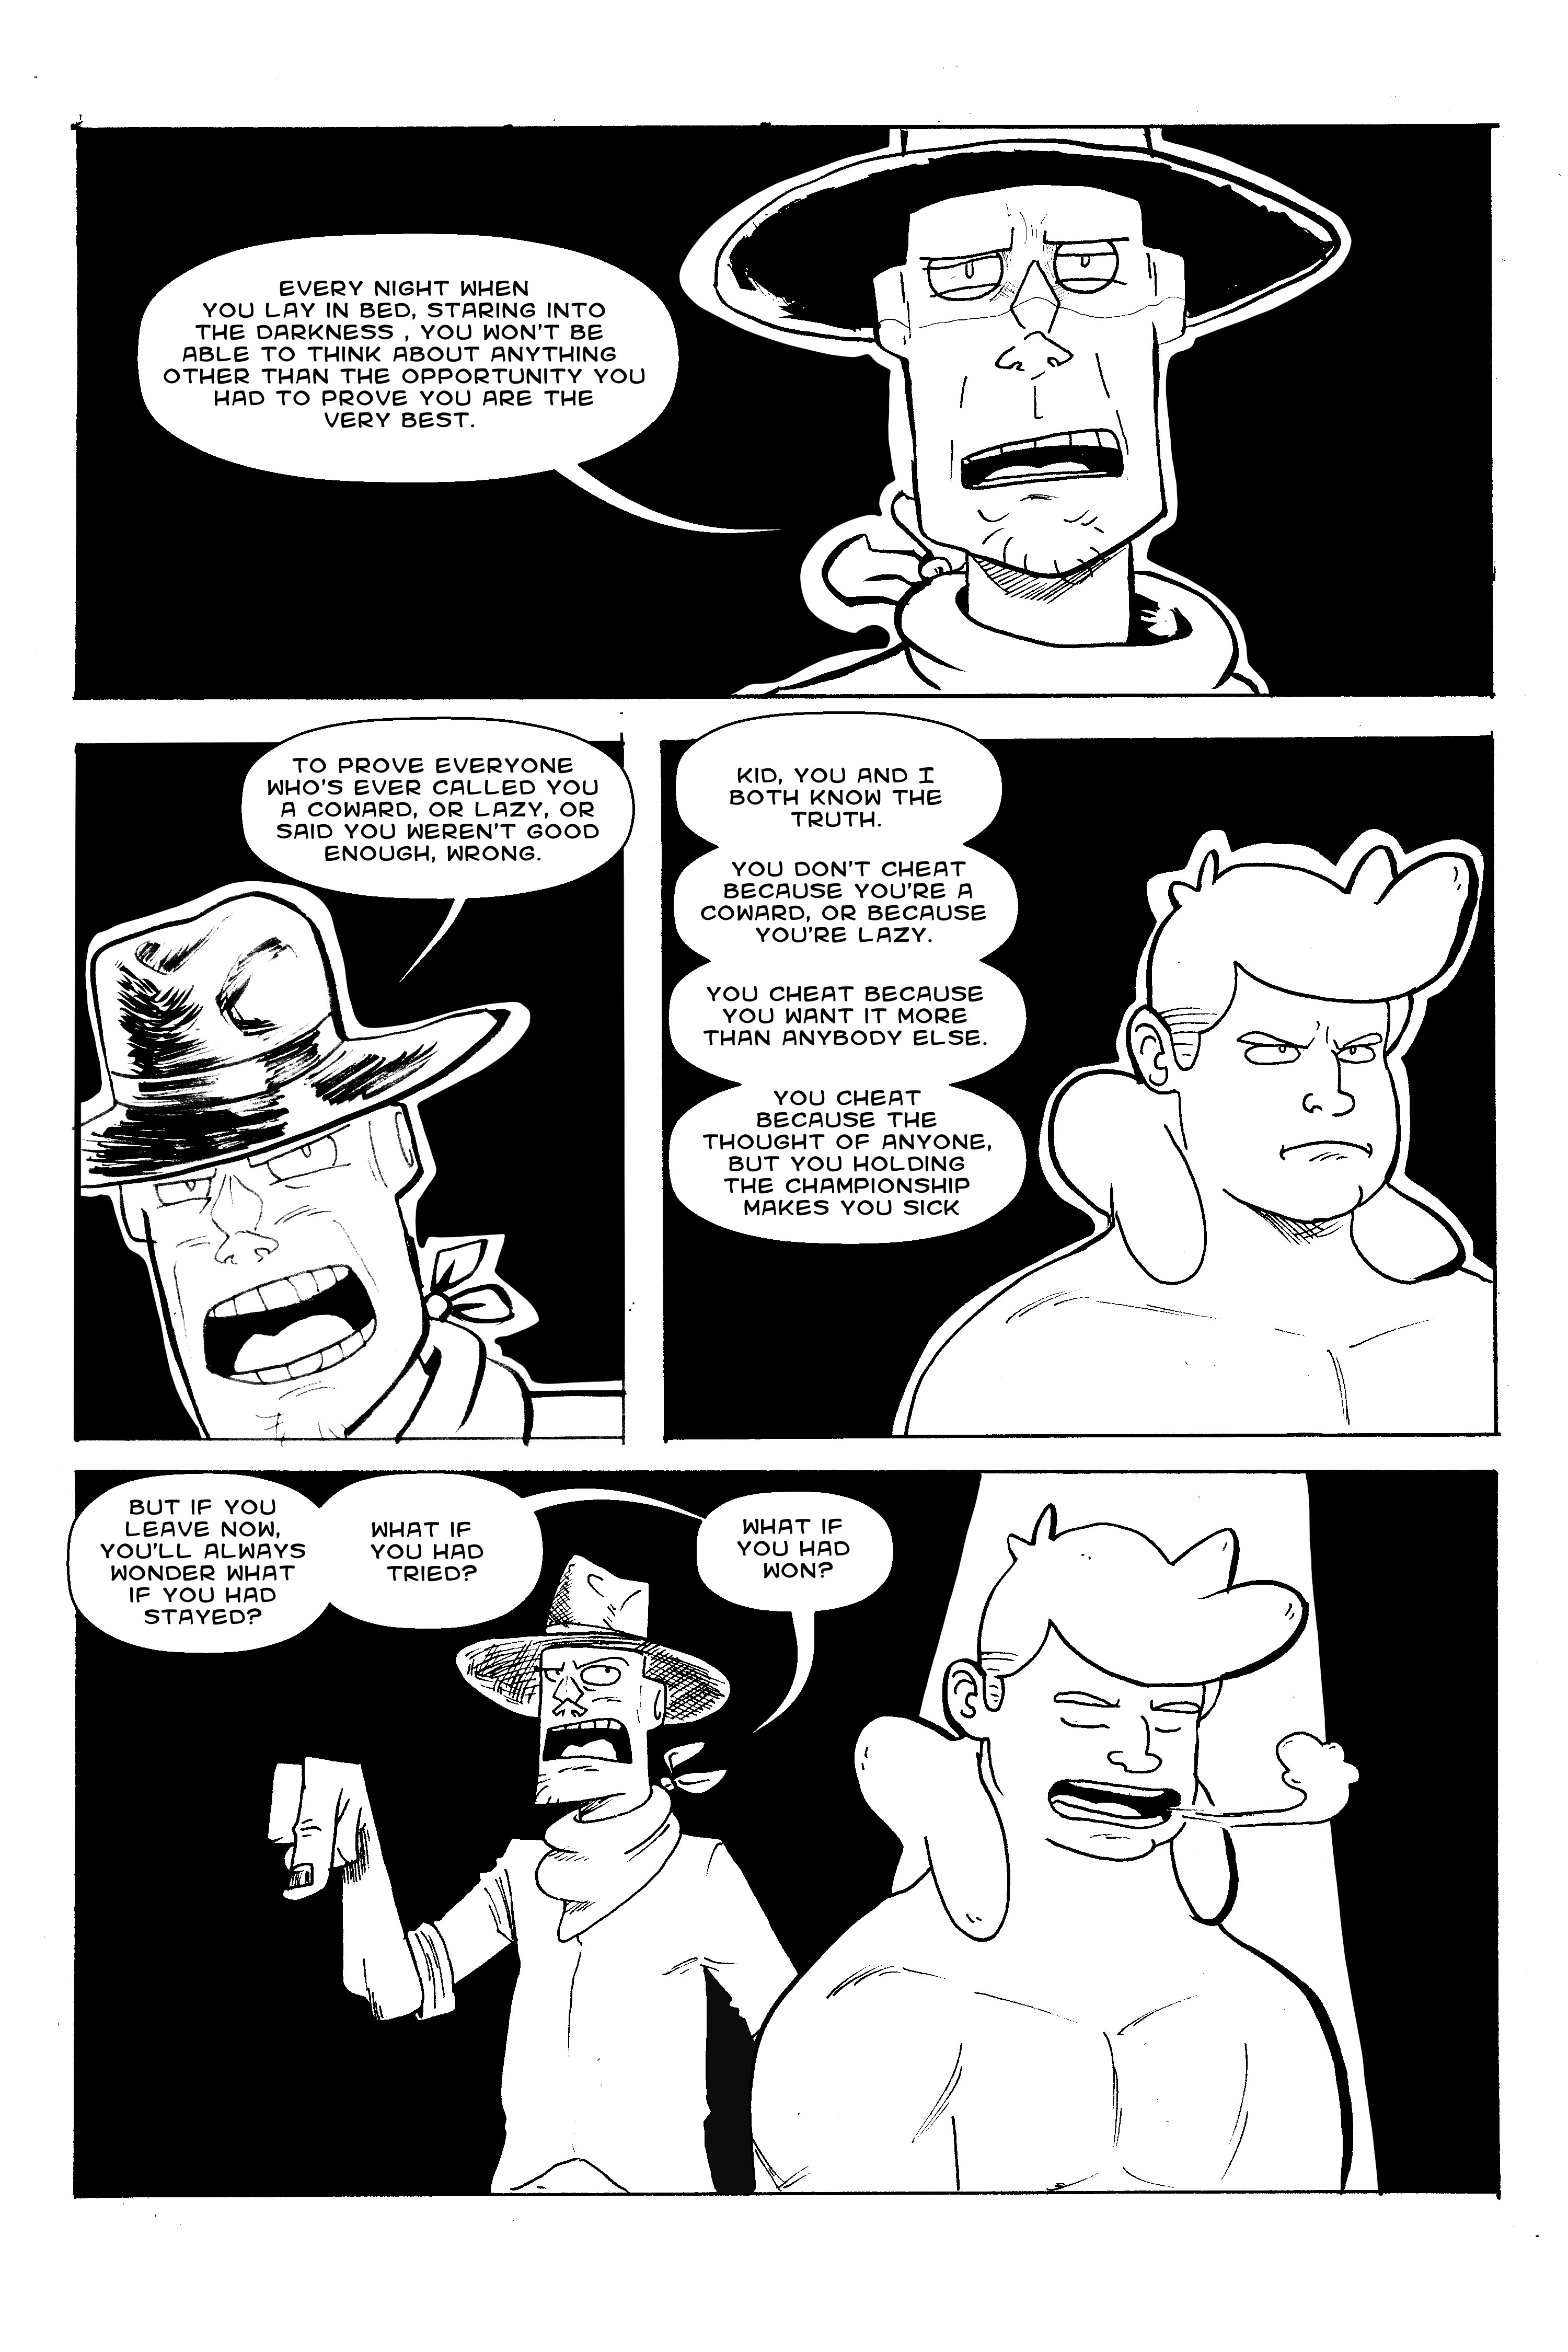 EVERY NIGHT WHEN
YOU LAY IN BED, STARING INTO
THE DARKNESS , YOU WON'T BE
ABLE TO THINK ABOUT ANYTHING
OTHER THAN THE OPPORTUNITY YOU
HAD TO PROVE YOU ARE THE
VERY BEST.
TO PROVE EVERYONE
WHO'S EVER CALLED YOU
A COWARD, OR LAZY, OR
SAID YOU WEREN'T GOOD
ENOUGH, WRONG.
KID, YOU AND I
BOTH KNOW THE
TRUTH.
YOU DON'T CHEAT
BECAUSE YOU'RE A
COWARD, OR BECAUSE
YOU'RE LAZY.
YOU CHEAT BECAUSE
YOU WANT IT MORE
THAN ANYBODY ELSE.
YOU CHEAT
BECAUSE THE
THOUGHT OF ANYONE,
BUT YOU HOLDING
THE CHAMPIONSHIP
MAKES YOU SICK
BUT IF YOU
LEAVE NOW,
YOU'LL ALWAYS
WONDER WHAT
IF YOU HAD
STAYED?
WHAT IF
YOU HAD
TRIED?
WHAT IF
YOU HAD
WON?